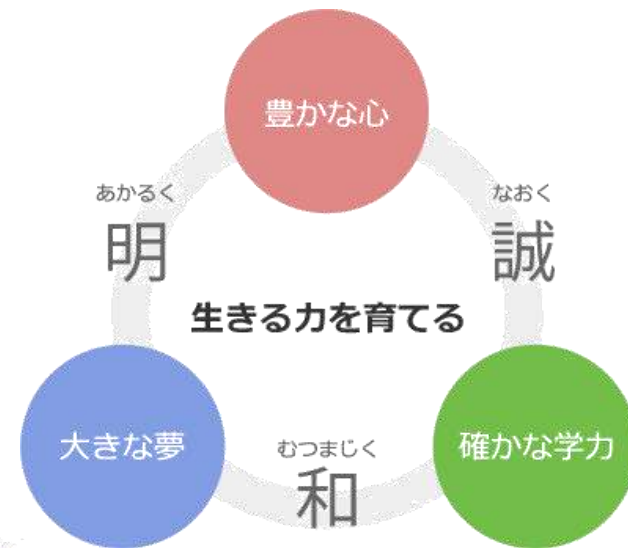 豊かな心
あかるく
明
なおく
誠
生きる力を育てる
大きな夢
むつまじく
和
確かな学力